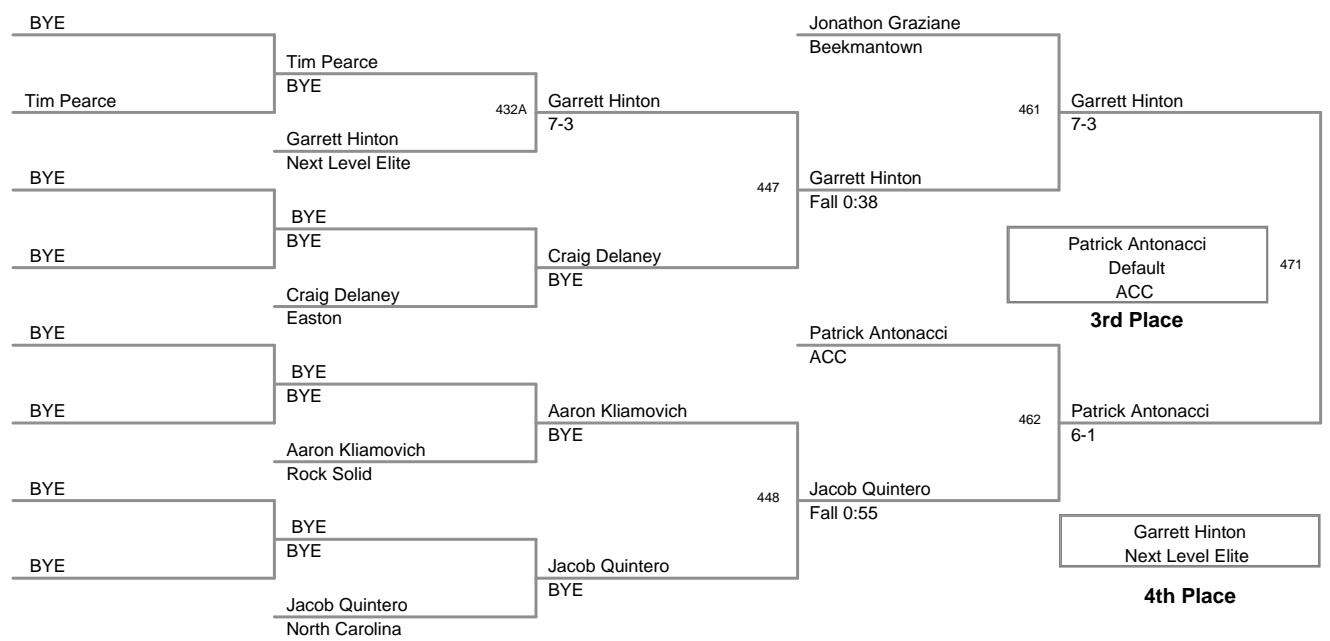 BYE
Tim Pearce
BYE
BYE
BYE
BYE
BYE
BYE
Tim Pearce
BYE
432A
Garrett Hinton
Next Level Elite
BYE
BYE
Craig Delaney
Easton
BYE
BYE
Aaron Kliamovich
Rock Solid
BYE
BYE
Jacob Quintero
North Carolina
Garrett Hinton
7-3
447
Craig Delaney
BYE
Aaron Kliamovich
BYE
448
Jacob Quintero
BYE
Jonathon Graziane
Beekmantown
461
Garrett Hinton
Fall 0:38
Patrick Antonacci
ACC
462
Jacob Quintero
Fall 0:55
Garrett Hinton
7-3
Patrick Antonacci
Default
ACC
471
3rd Place
Patrick Antonacci
6-1
Garrett Hinton
Next Level Elite
4th Place